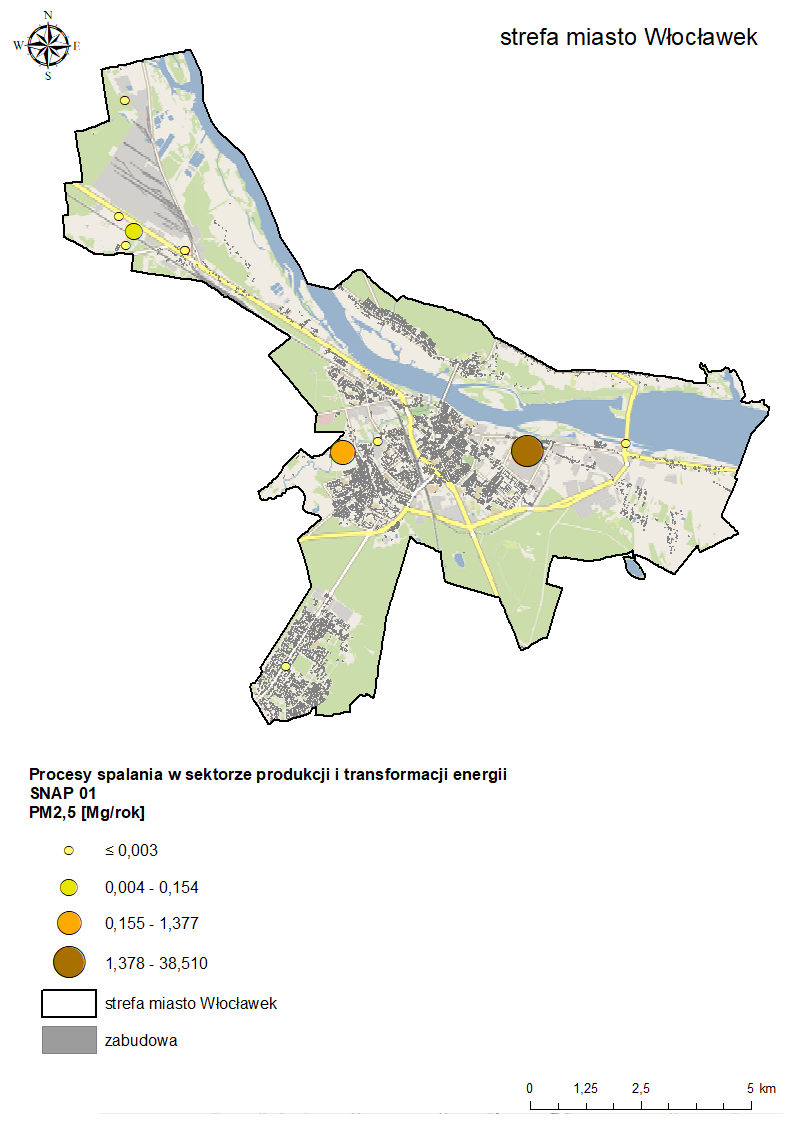 N
W E
S
strefa miasto Włocławek
Procesy spalania w sektorze produkcji i transformacji energii
SNAP 01
PM2,5 [Mg/rok]
≤ 0,003
0,004 - 0,154
0,155 - 1,377
1,378 - 38,510
strefa miasto Włocławek
zabudowa
0 1,25 2,5 5 km